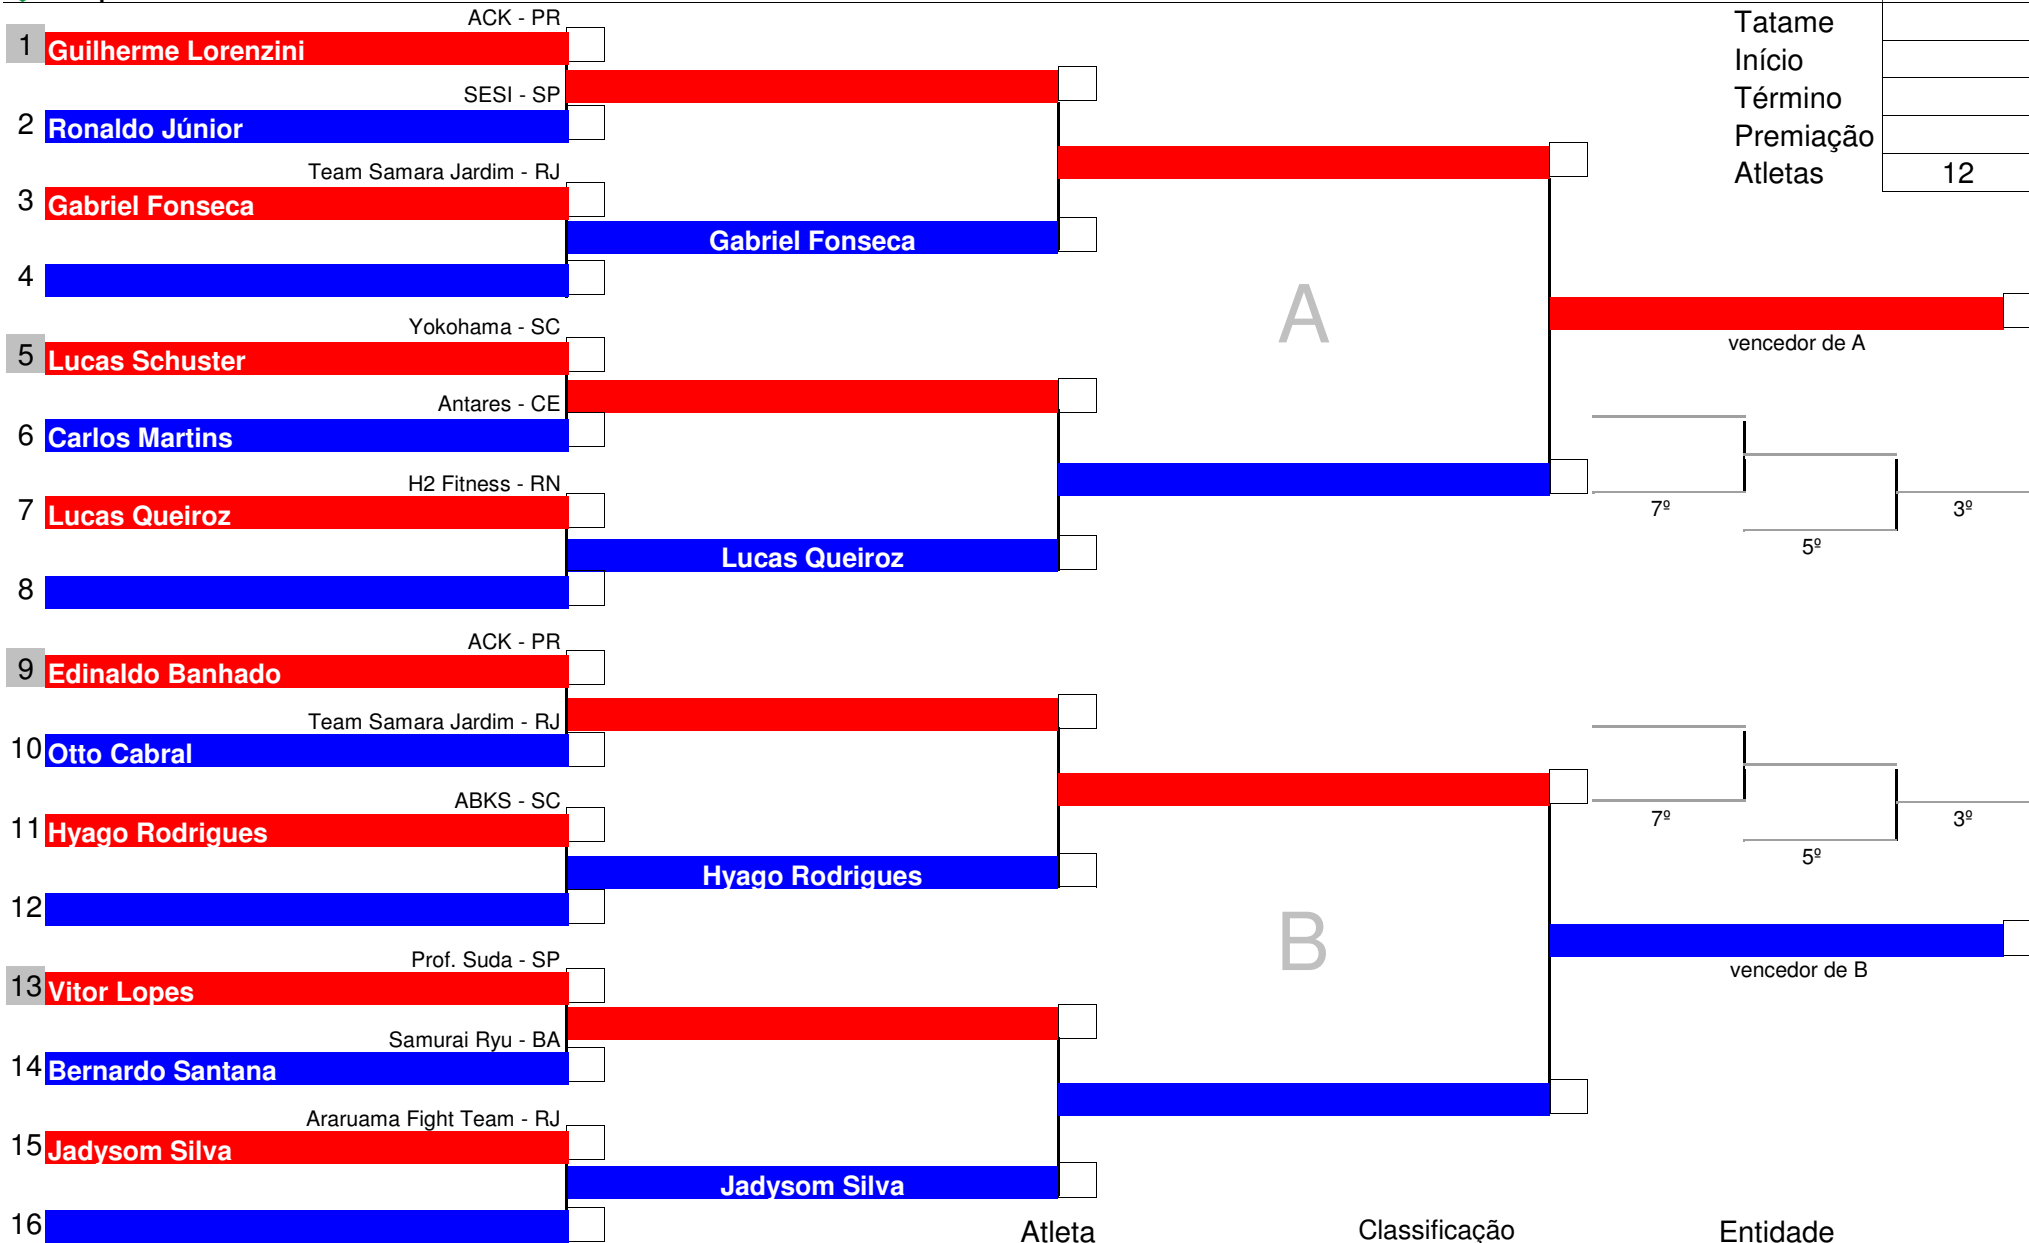 ACK - PR
1 Guilherme Lorenzini
SESI - SP
2 Ronaldo Júnior
Team Samara Jardim - RJ
3 Gabriel Fonseca
Gabriel Fonseca
4
Yokohama - SC
5 Lucas Schuster
Antares - CE
6 Carlos Martins
H2 Fitness - RN
7 Lucas Queiroz
Lucas Queiroz
8
ACK - PR
9 Edinaldo Banhado
Team Samara Jardim - RJ
10 Otto Cabral
ABKS - SC
11 Hyago Rodrigues
Hyago Rodrigues
12
Prof. Suda - SP
13 Vitor Lopes
Samurai Ryu - BA
14 Bernardo Santana
Araruama Fight Team - RJ
15 Jadysom Silva
Jadysom Silva
16
A
B
Tatame
Início
Término
Premiação
Atletas 12
vencedor de A
7º
3º
5º
7º
3º
5º
vencedor de B
Atleta Classificação Entidade